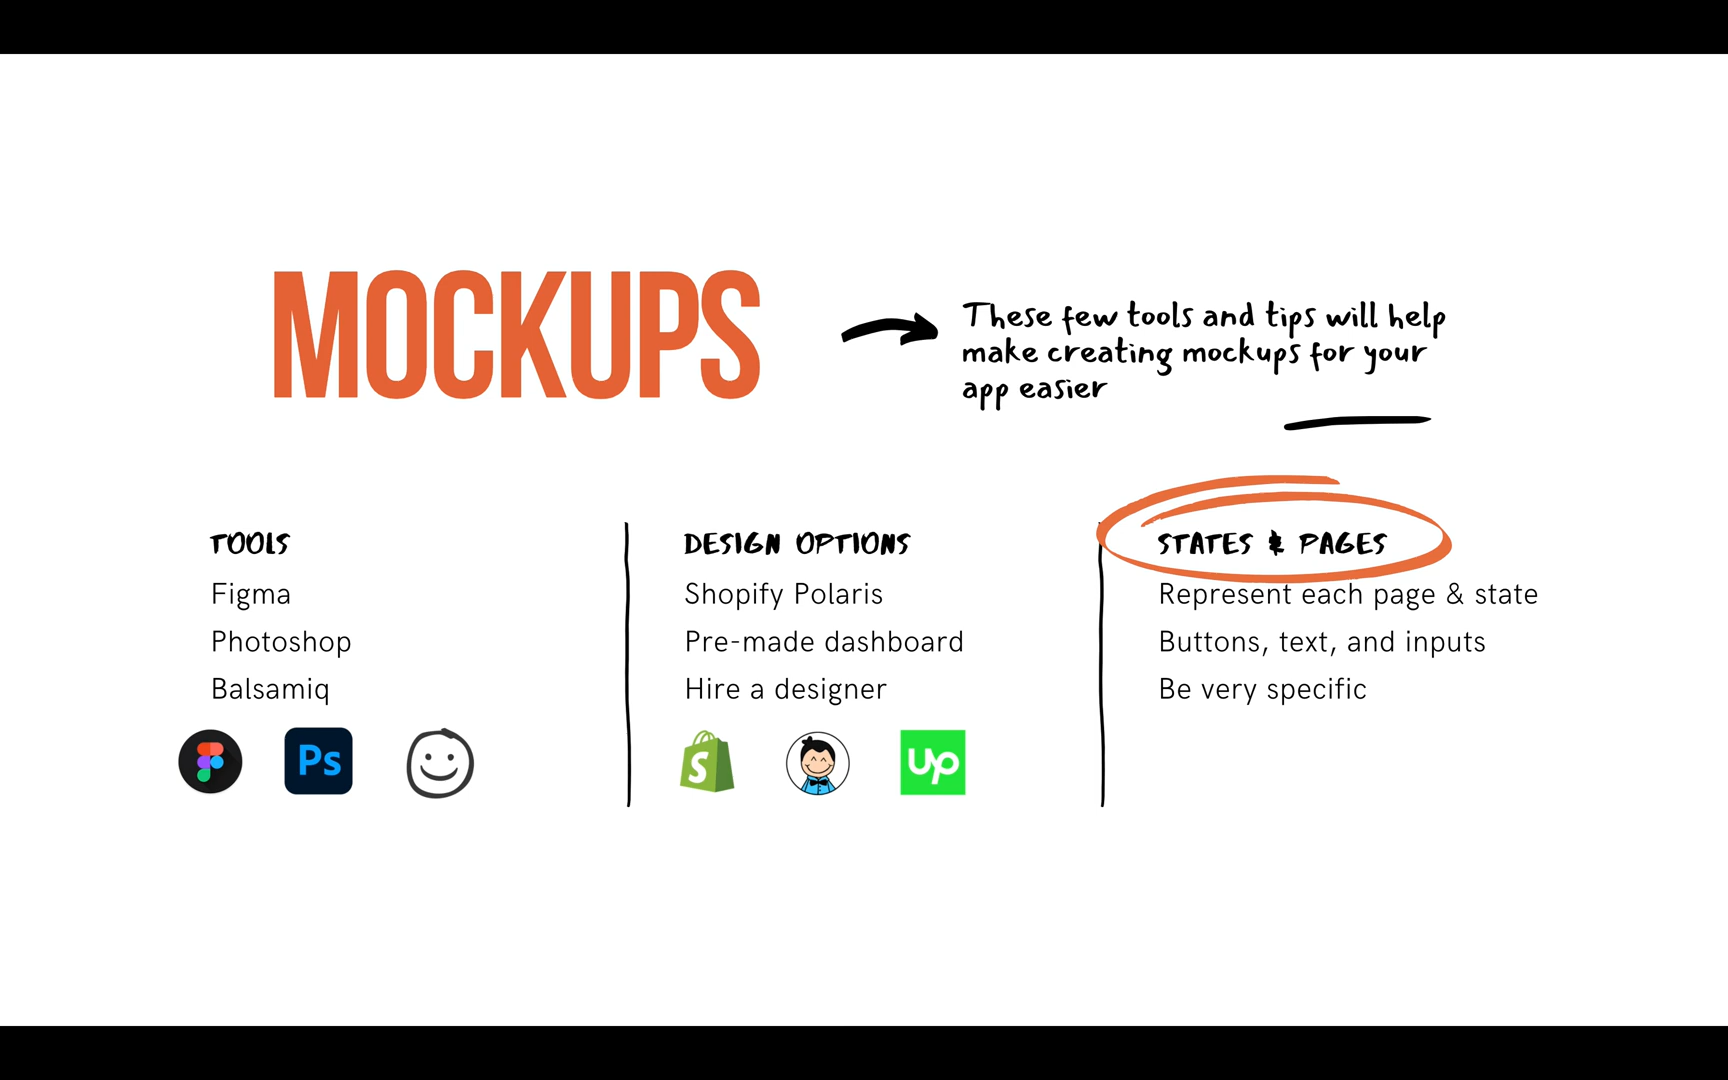 MOCKUPS
These few tools and tips will help
make creating mockups for your
app easier
TOOLS
Figma
Photoshop
Balsamiq
Ps
DESIGN OPTIONS
Shopify Polaris
Pre-made dashboard
Hire a designer
S
up
STATES & PAGES
Represent each page & state
Buttons, text, and inputs
Be very specific